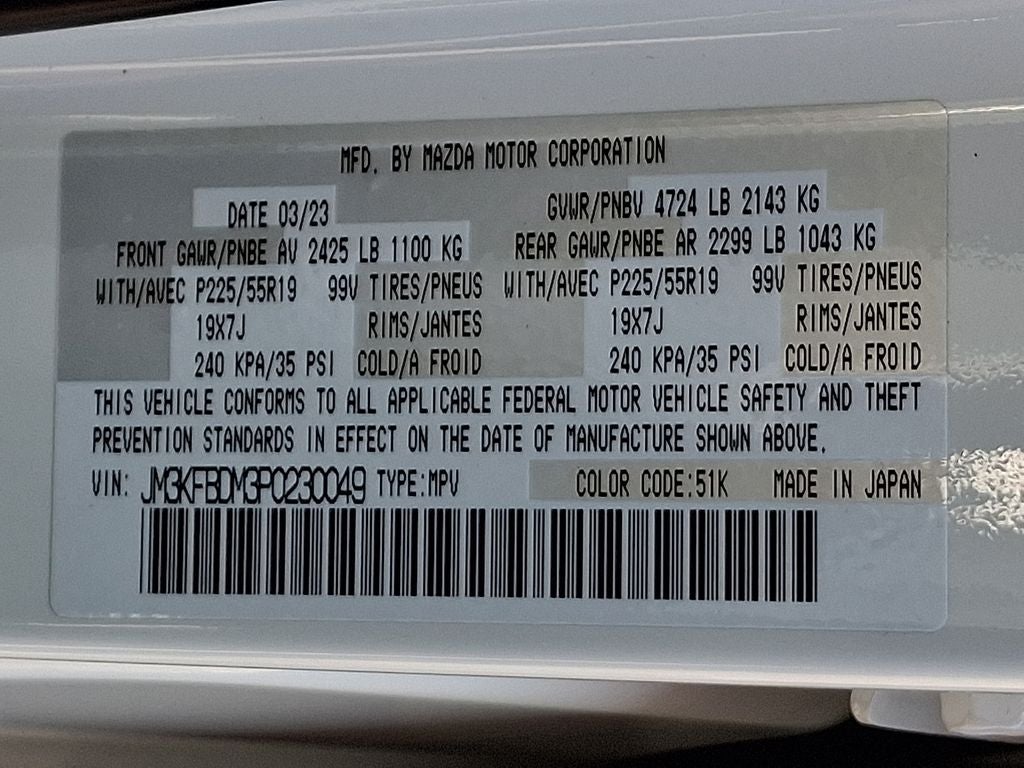 MFD. BY MAZDA MOTOR CORPORATION
DATE 03/23 GVWR/PNBV 4724 LB 2143 KG
FRONT GAWR/PNBE AV 2425 LB 1100 KG REAR GAWR/PNBE AR 2299 LB 1043 KG
WITH/AVEC P225/55R19 99V TIRES/PNEUS WITH/AVEC P225/55R19 99V TIRES/PNEUS
19X7J RIMS/JANTES 19X7J RIMS/JANTES
240 KPA/35 PSI COLD/A FROID 240 KPA/35 PSI COLD/A FROID
THIS VEHICLE CONFORMS TO ALL APPLICABLE FEDERAL MOTOR VEHICLE SAFETY AND THEFT
PREVENTION STANDARDS IN EFFECT ON THE DATE OF MANUFACTURE SHOWN ABOVE.
VIN: JM3KFBDM3P0230049 TYPE:MPV COLOR CODE:51K MADE IN JAPAN